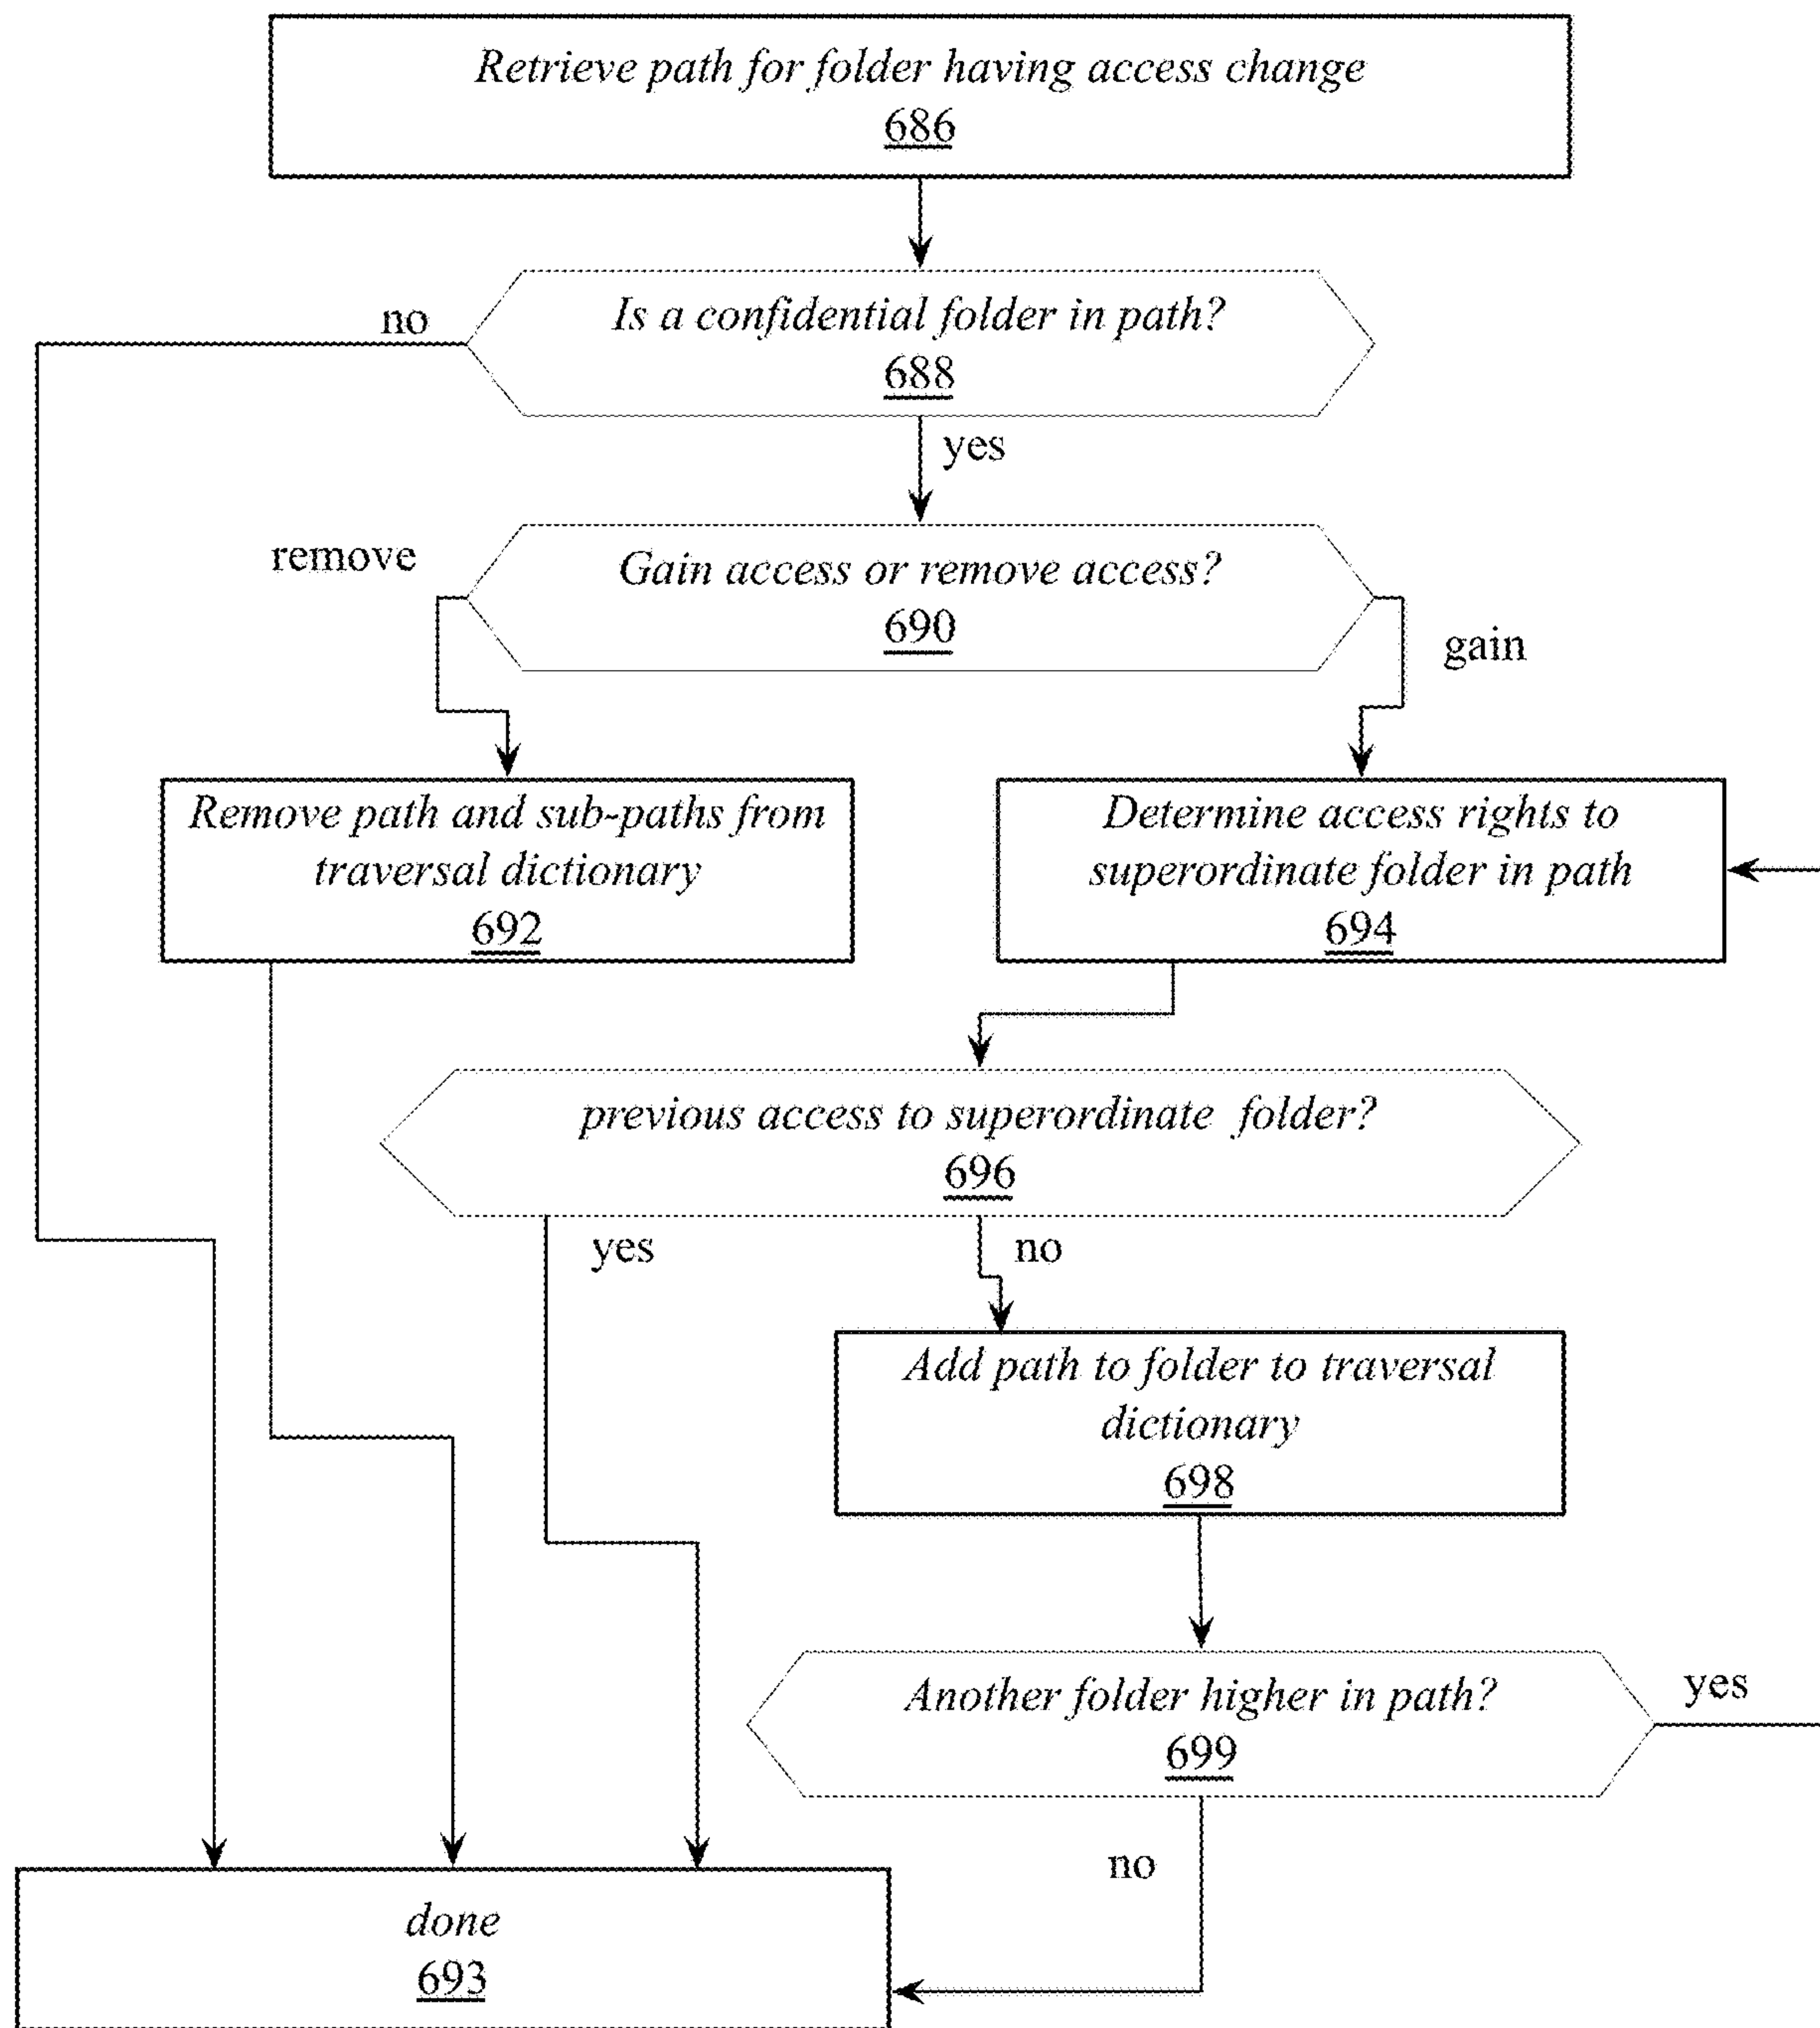 Retrieve path for folder having access change
686
no
Is a confidential folder in path?
688
yes
remove
Gain access or remove access?
690
gain
Remove path and sub-paths from
traversal dictionary
692
Determine access rights to
superordinate folder in path
694
previous access to superordinate folder?
696
yes
no
Add path to folder to traversal
dictionary
698
Another folder higher in path?
699
yes
no
done
693